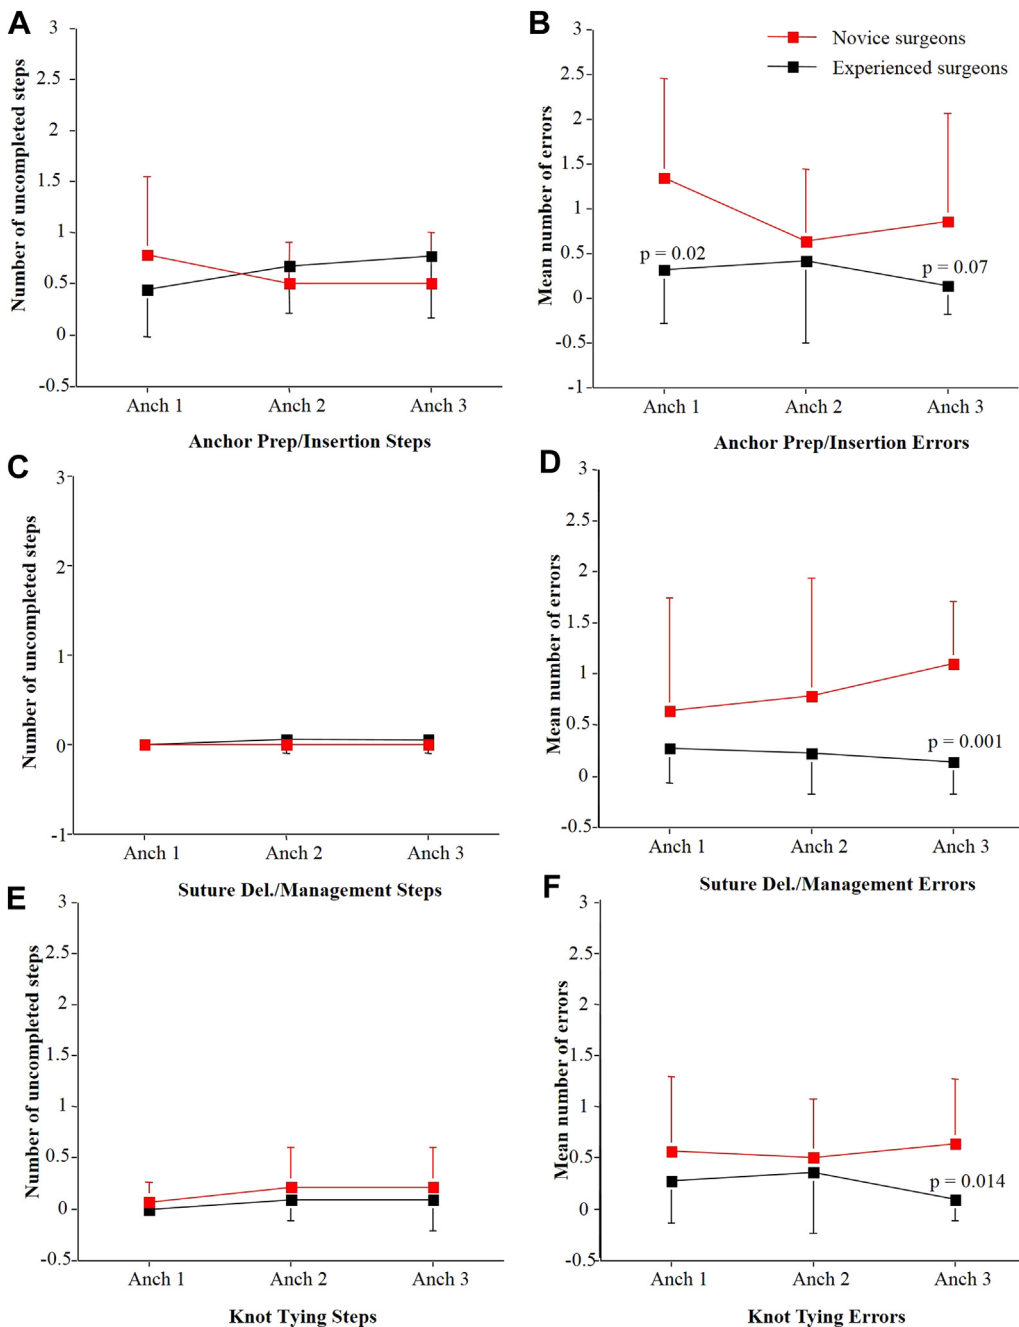 A
Number of uncompleted steps
3
2.5
2
1.5
1
0.5
0
-0.5
Anch 1 Anch 2 Anch 3
Anchor Prep/Insertion Steps
B
Novice surgeons
Experienced surgeons
Mean number of errors
3
2.5
2
1.5
1
0.5
0
-0.5
-1
p = 0.02
p = 0.07
Anch 1 Anch 2 Anch 3
Anchor Prep/Insertion Errors
C
Number of uncompleted steps
3
2
1
0
-1
Anch 1 Anch 2 Anch 3
Suture Del./Management Steps
D
Mean number of errors
3
2.5
2
1.5
1
0.5
0
-0.5
p = 0.001
Anch 1 Anch 2 Anch 3
Suture Del./Management Errors
E
Number of uncompleted steps
3
2.5
2
1.5
1
0.5
0
-0.5
Anch 1 Anch 2 Anch 3
Knot Tying Steps
F
Mean number of errors
3
2.5
2
1.5
1
0.5
0
-0.5
p = 0.014
Anch 1 Anch 2 Anch 3
Knot Tying Errors